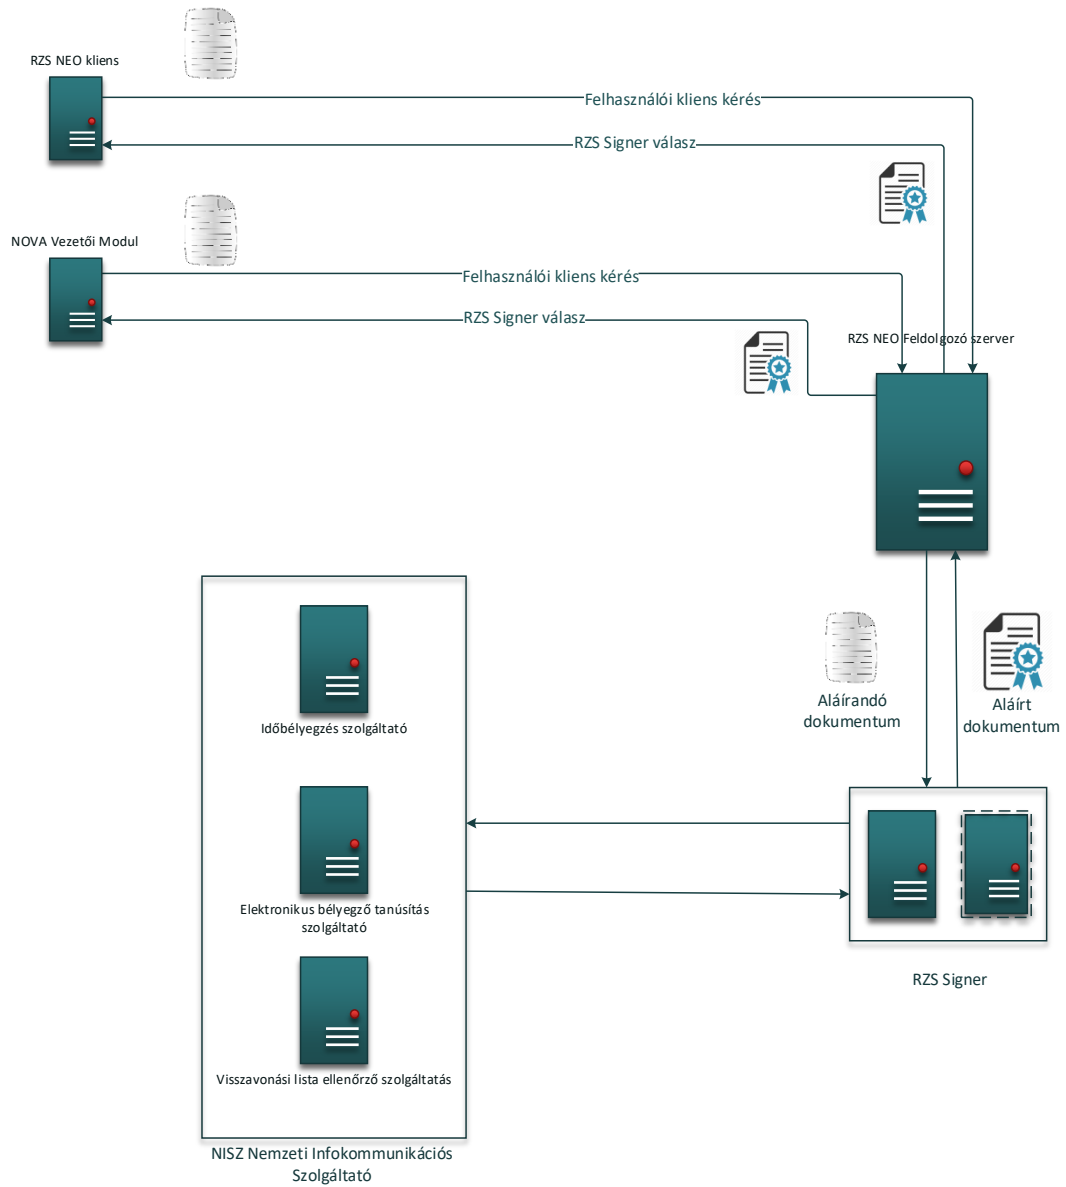 RZS NEO kliens
Felhasználói kliens kérés
RZS Signer válasz
NOVA Vezetői Modul
Felhasználói kliens kérés
RZS Signer válasz
RZS NEO Feldolgozó szerver
Aláírandó
dokumentum
Aláírt
dokumentum
Időbélyegzés szolgáltató
Elektronikus bélyegző tanúsítás
szolgáltató
Visszavonási lista ellenőrző szolgáltatás
RZS Signer
NISZ Nemzeti Infokommunikációs
Szolgáltató